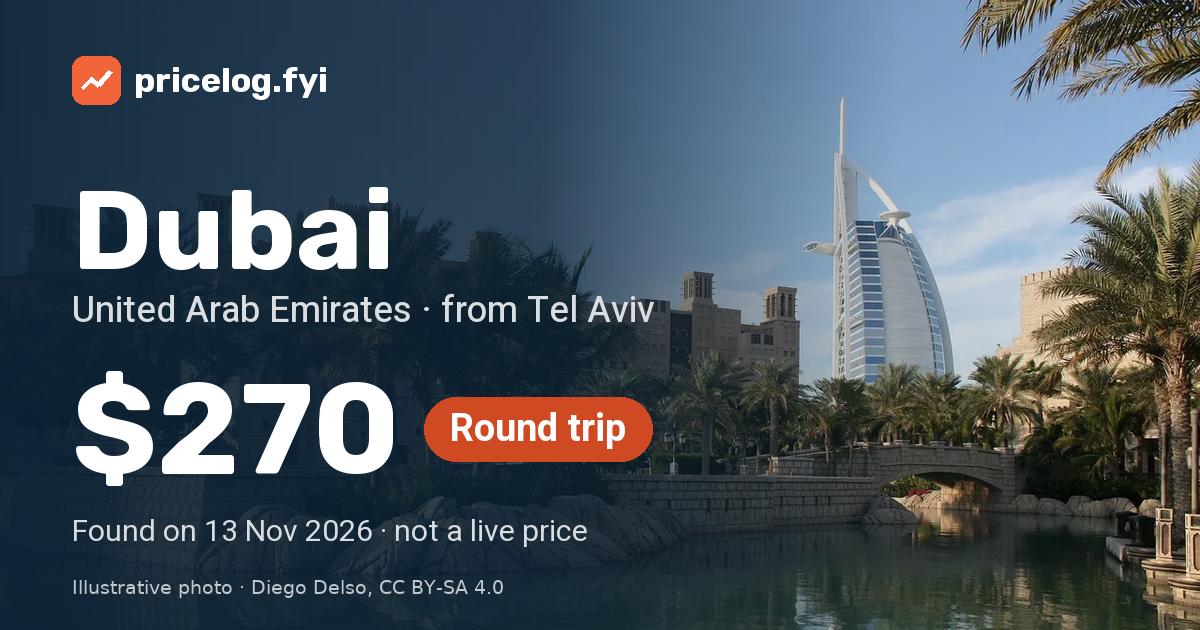 pricelog.fyi
Dubai
United Arab Emirates · from Tel Aviv
$270 Round trip
Found on 13 Nov 2026 · not a live price
Illustrative photo · Diego Delso, CC BY-SA 4.0